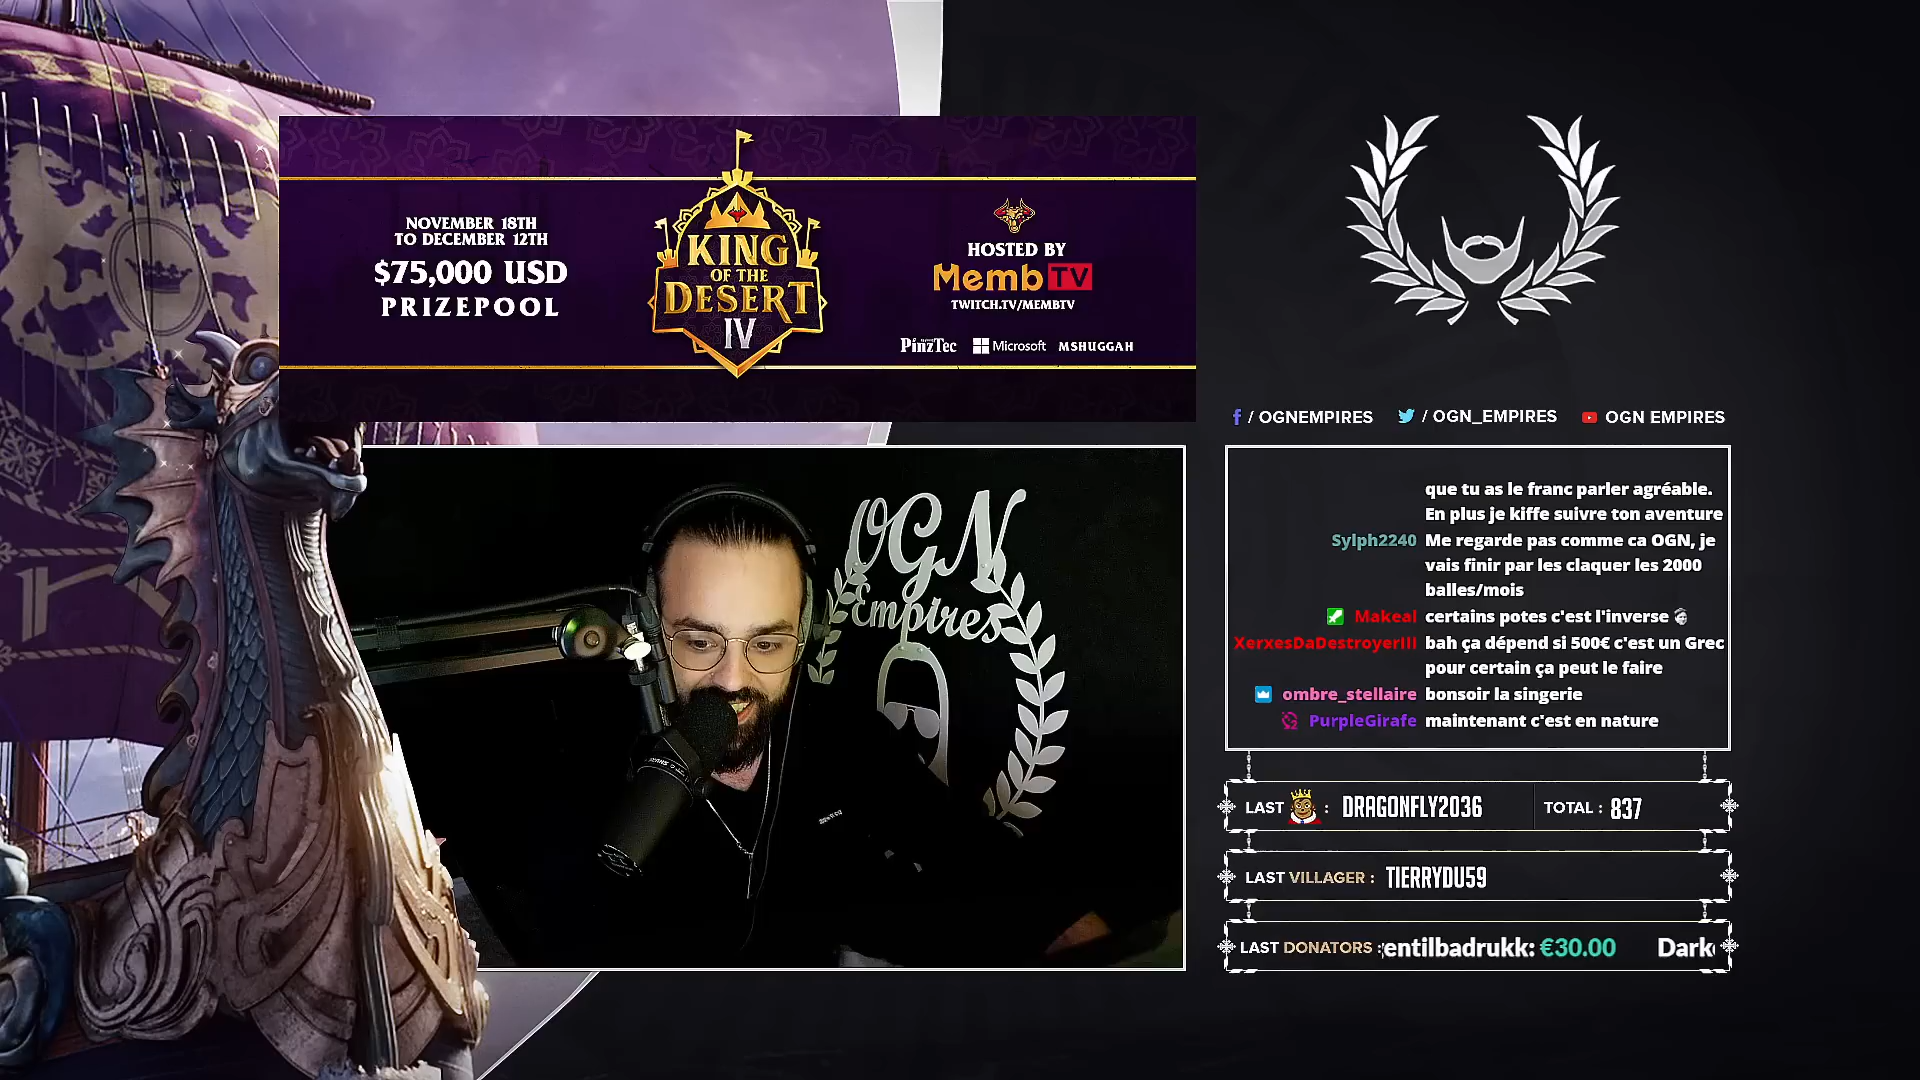 NOVEMBER 18TH
TO DECEMBER 12TH
$75,000 USD
PRIZEPOOL
KING
OF THE
DESERT
IV
HOSTED BY
MembTV
TWITCH.TV/MEMBTV
PinzTec Microsoft MSHUGGAH
/ OGNEMPIRES / OGN_EMPIRES OGN EMPIRES
OGN
Empires
que tu as le franc parler agréable.
En plus je kiffe suivre ton aventure
Sylph2240 Me regarde pas comme ca OGN, je
vais finir par les claquer les 2000
balles/mois
Makeal certains potes c'est l'inverse
XerxesDaDestroyerIII bah ça dépend si 500€ c'est un Grec
pour certain ça peut le faire
ombre_stellaire bonsoir la singerie
PurpleGirafe maintenant c'est en nature
LAST : DRAGONFLY2036 TOTAL : 837
LAST VILLAGER : TIERRYDU59
LAST DONATORS : entilbadrukk: €30.00 Dark